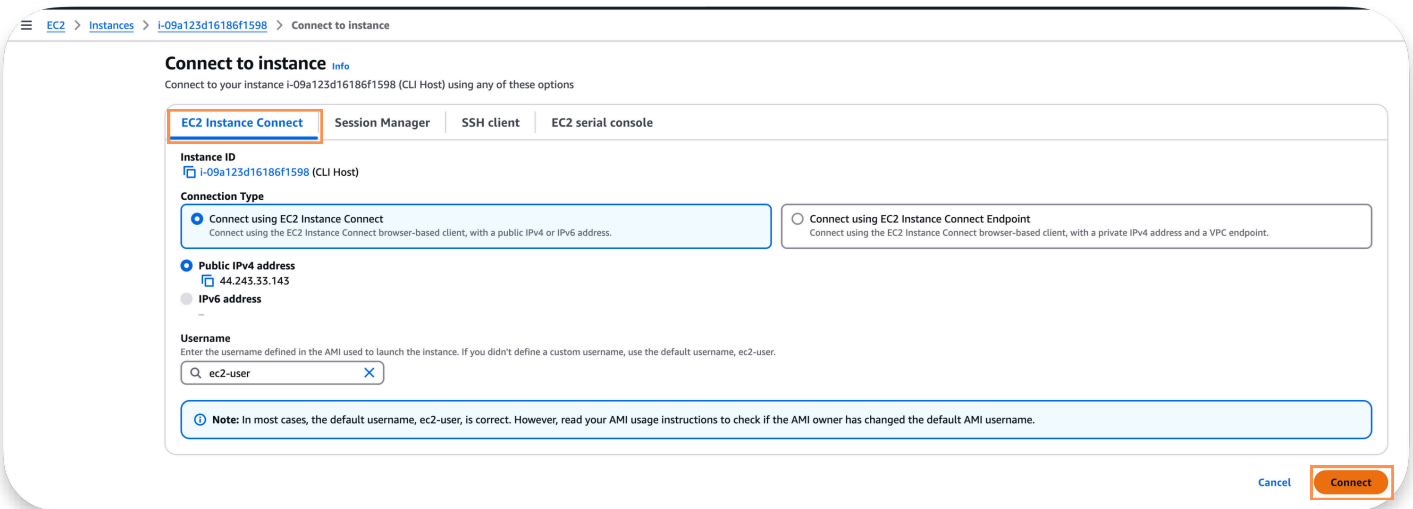 EC2 > Instances > i-09a123d16186f1598 > Connect to instance
Connect to instance Info
Connect to your instance i-09a123d16186f1598 (CLI Host) using any of these options
EC2 Instance Connect Session Manager SSH client EC2 serial console
Instance ID
i-09a123d16186f1598 (CLI Host)
Connection Type
Connect using EC2 Instance Connect
Connect using the EC2 Instance Connect browser-based client, with a public IPv4 or IPv6 address.
Connect using EC2 Instance Connect Endpoint
Connect using the EC2 Instance Connect browser-based client, with a private IPv4 address and a VPC endpoint.
Public IPv4 address
44.243.33.143
IPv6 address
–
Username
Enter the username defined in the AMI used to launch the instance. If you didn't define a custom username, use the default username, ec2-user.
ec2-user
Note: In most cases, the default username, ec2-user, is correct. However, read your AMI usage instructions to check if the AMI owner has changed the default AMI username.
Cancel Connect